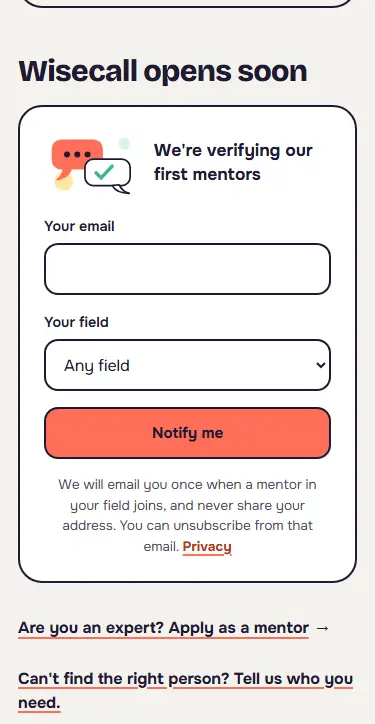 Wisecall opens soon
We're verifying our
first mentors
Your email
Your field
Any field
Notify me
We will email you once when a mentor in
your field joins, and never share your
address. You can unsubscribe from that
email. Privacy
Are you an expert? Apply as a mentor →
Can't find the right person? Tell us who you
need.